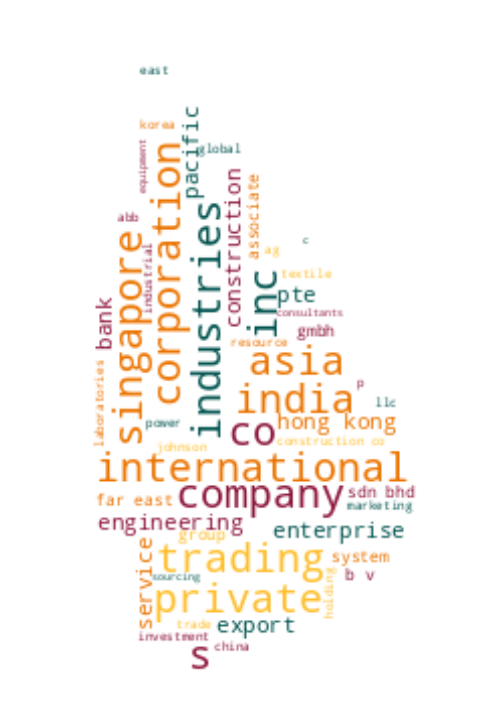 east
korea
pacific
global
equipment
corporation
construction
associate
abb
industries
singapore
industrial
c
ag
inc
textile
pte
bank
consultants
gmbh
resource
asia
laboratories
p
india
llc
power
co
hong kong
johnson
construction co
international
far east
company
sdn bhd
marketing
engineering
enterprise
group
service
trading
system
sourcing
b v
private
holding
trade
export
investment
s
china